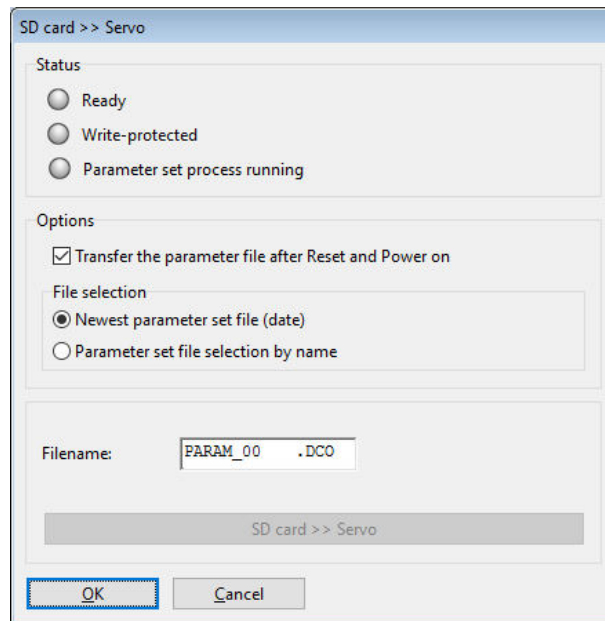 SD card >> Servo
Status
Ready
Write-protected
Parameter set process running
Options
Transfer the parameter file after Reset and Power on
File selection
Newest parameter set file (date)
Parameter set file selection by name
Filename: PARAM_00 .DCO
SD card >> Servo
OK Cancel